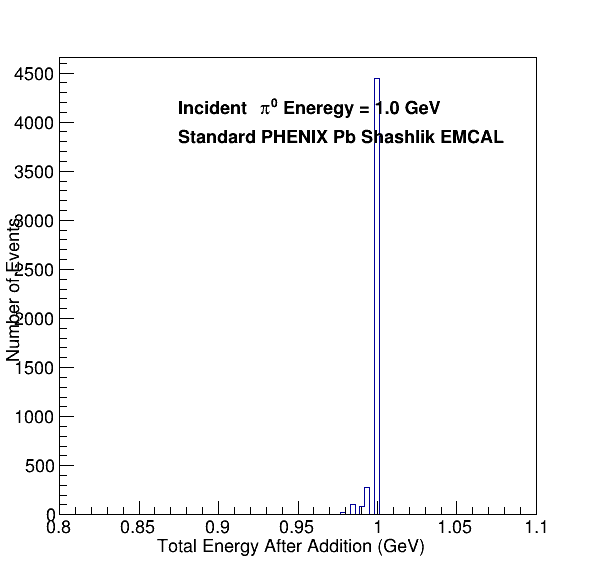 Incident π⁰ Eneregy = 1.0 GeV
Standard PHENIX Pb Shashlik EMCAL
Number of Events
4500
4000
3500
3000
2500
2000
1500
1000
500
0
0.8 0.85 0.9 0.95 1 1.05 1.1
Total Energy After Addition (GeV)